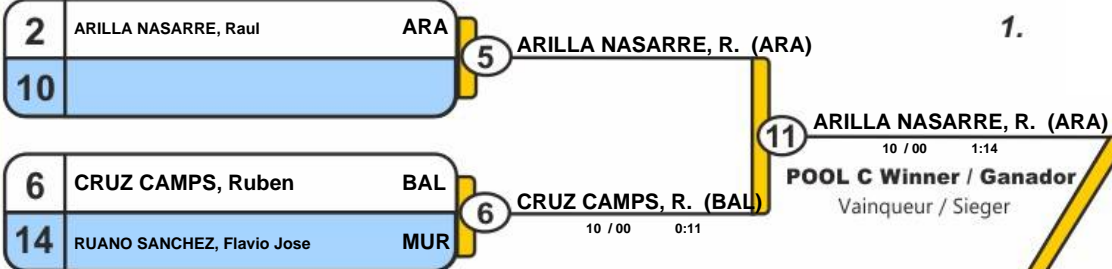 1.
2 ARILLA NASARRE, Raul ARA
10
5 ARILLA NASARRE, R. (ARA)
11 ARILLA NASARRE, R. (ARA)
10 / 00 1:14
POOL C Winner / Ganador
Vainqueur / Sieger
6 CRUZ CAMPS, Ruben BAL
14 RUANO SANCHEZ, Flavio Jose MUR
6 CRUZ CAMPS, R. (BAL)
10 / 00 0:11